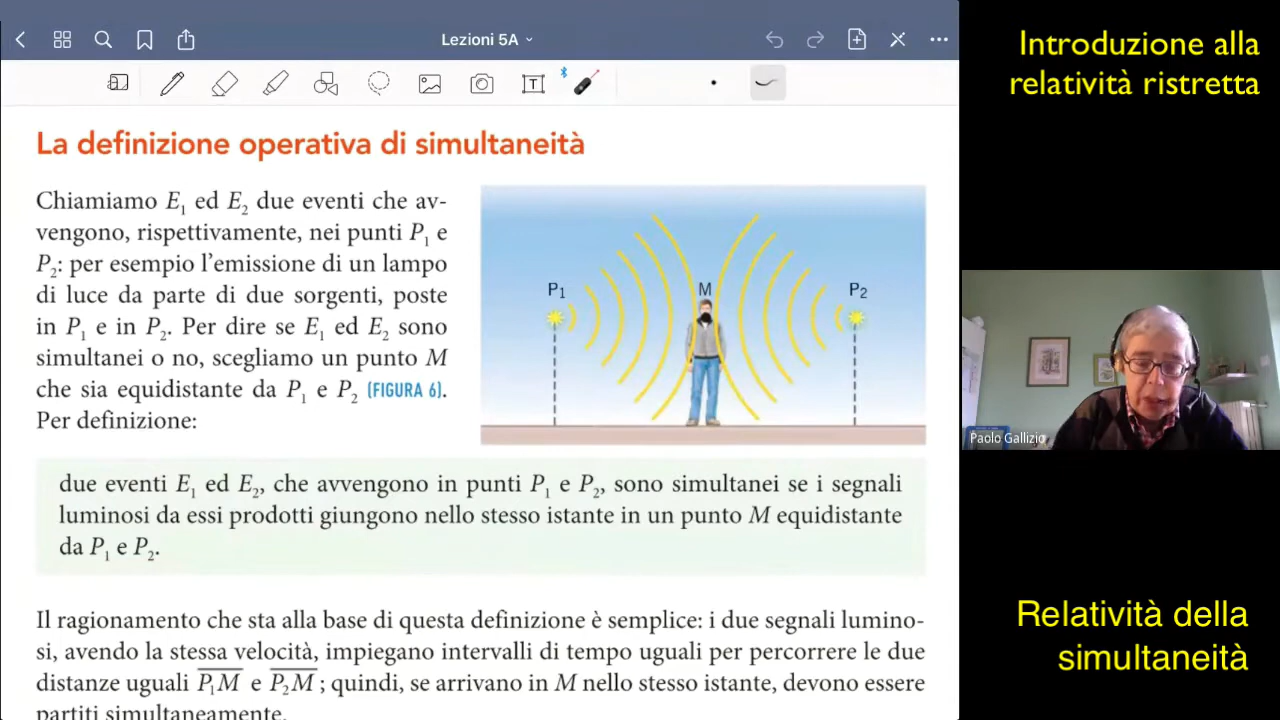 Lezioni 5A
Introduzione alla
relatività ristretta
T
La definizione operativa di simultaneità
Chiamiamo E1 ed E2 due eventi che av-
vengono, rispettivamente, nei punti P1 e
P2: per esempio l’emissione di un lampo
di luce da parte di due sorgenti, poste
in P1 e in P2. Per dire se E1 ed E2 sono
simultanei o no, scegliamo un punto M
che sia equidistante da P1 e P2 (FIGURA 6).
Per definizione:
P1
M
P2
due eventi E1 ed E2, che avvengono in punti P1 e P2, sono simultanei se i segnali
luminosi da essi prodotti giungono nello stesso istante in un punto M equidistante
da P1 e P2.
Il ragionamento che sta alla base di questa definizione è semplice: i due segnali lumino-
si, avendo la stessa velocità, impiegano intervalli di tempo uguali per percorrere le due
distanze uguali P1M e P2M; quindi, se arrivano in M nello stesso istante, devono essere
partiti simultaneamente.
Paolo Gallizio
Relatività della
simultaneità